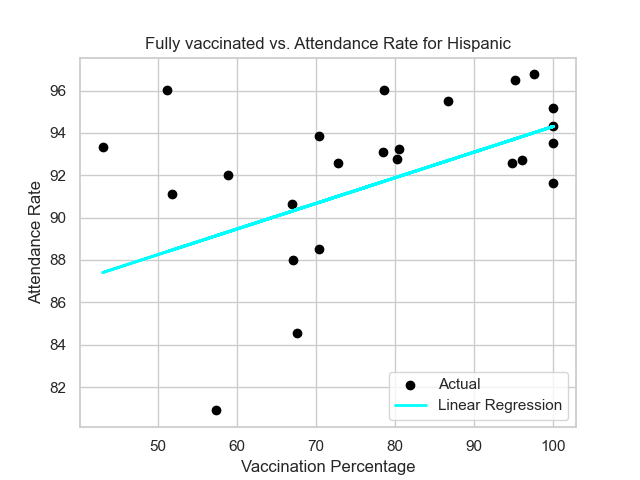 Fully vaccinated vs. Attendance Rate for Hispanic
96
94
92
90
88
86
84
82
Attendance Rate
Actual
Linear Regression
50 60 70 80 90 100
Vaccination Percentage